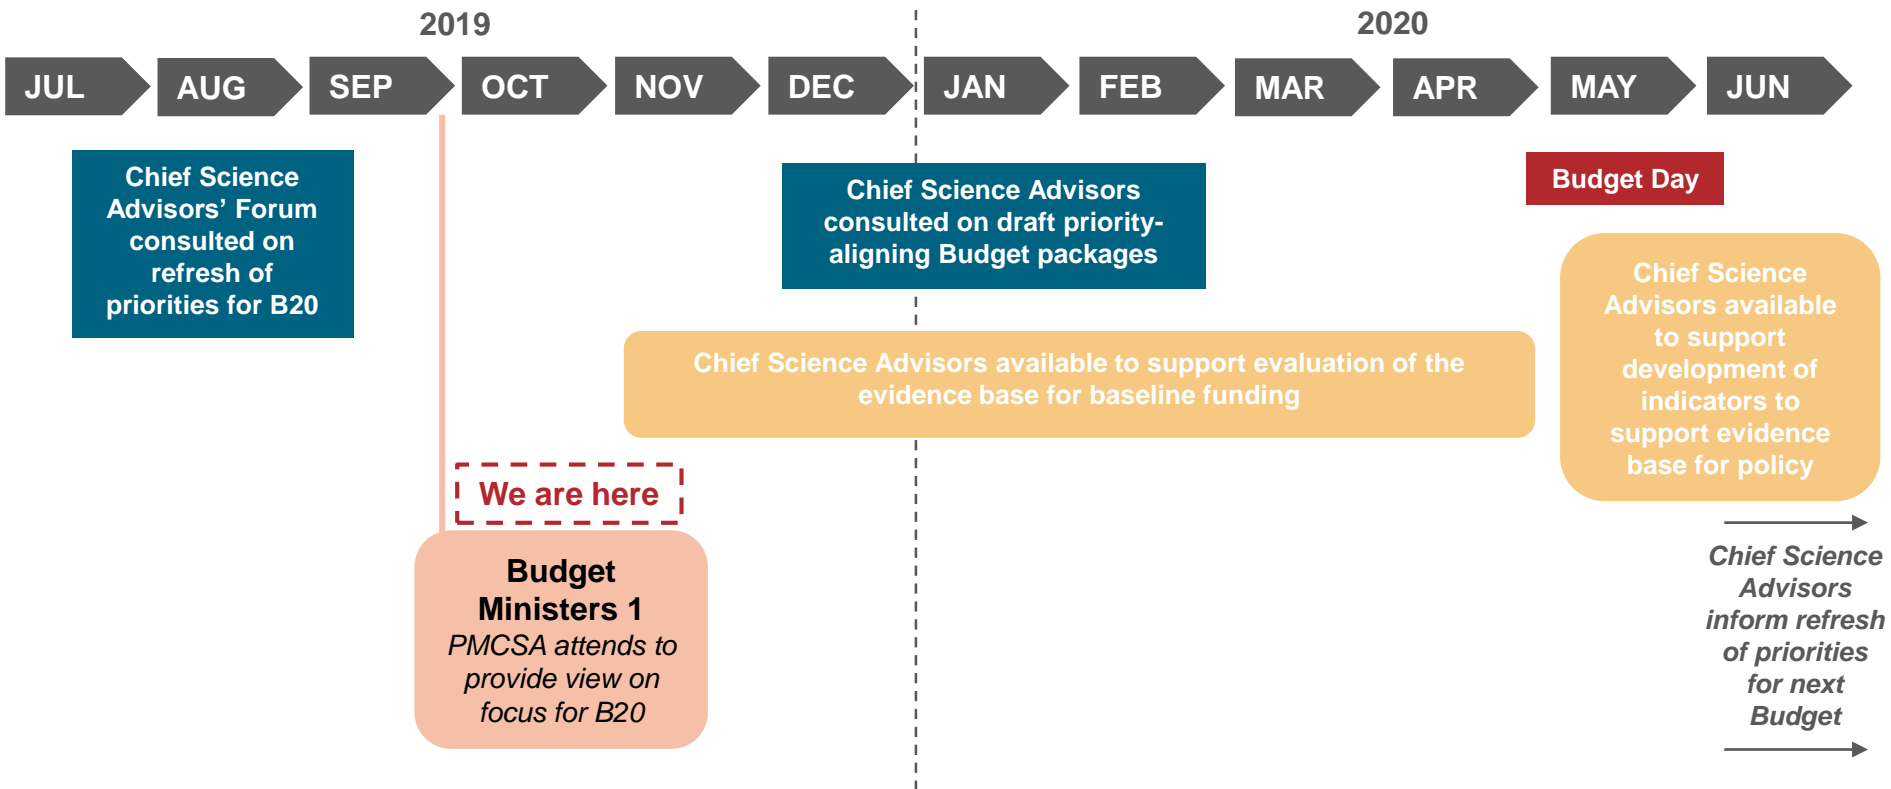 2019
2020
JUL
AUG
SEP
OCT
NOV
DEC
JAN
FEB
MAR
APR
MAY
JUN
Chief Science
Advisors’ Forum
consulted on
refresh of
priorities for B20
Chief Science Advisors
consulted on draft priority-
aligning Budget packages
Budget Day
Chief Science Advisors available to support evaluation of the
evidence base for baseline funding
Chief Science
Advisors available
to support
development of
indicators to
support evidence
base for policy
We are here
Budget
Ministers 1
PMCSA attends to
provide view on
focus for B20
Chief Science
Advisors
inform refresh
of priorities
for next
Budget